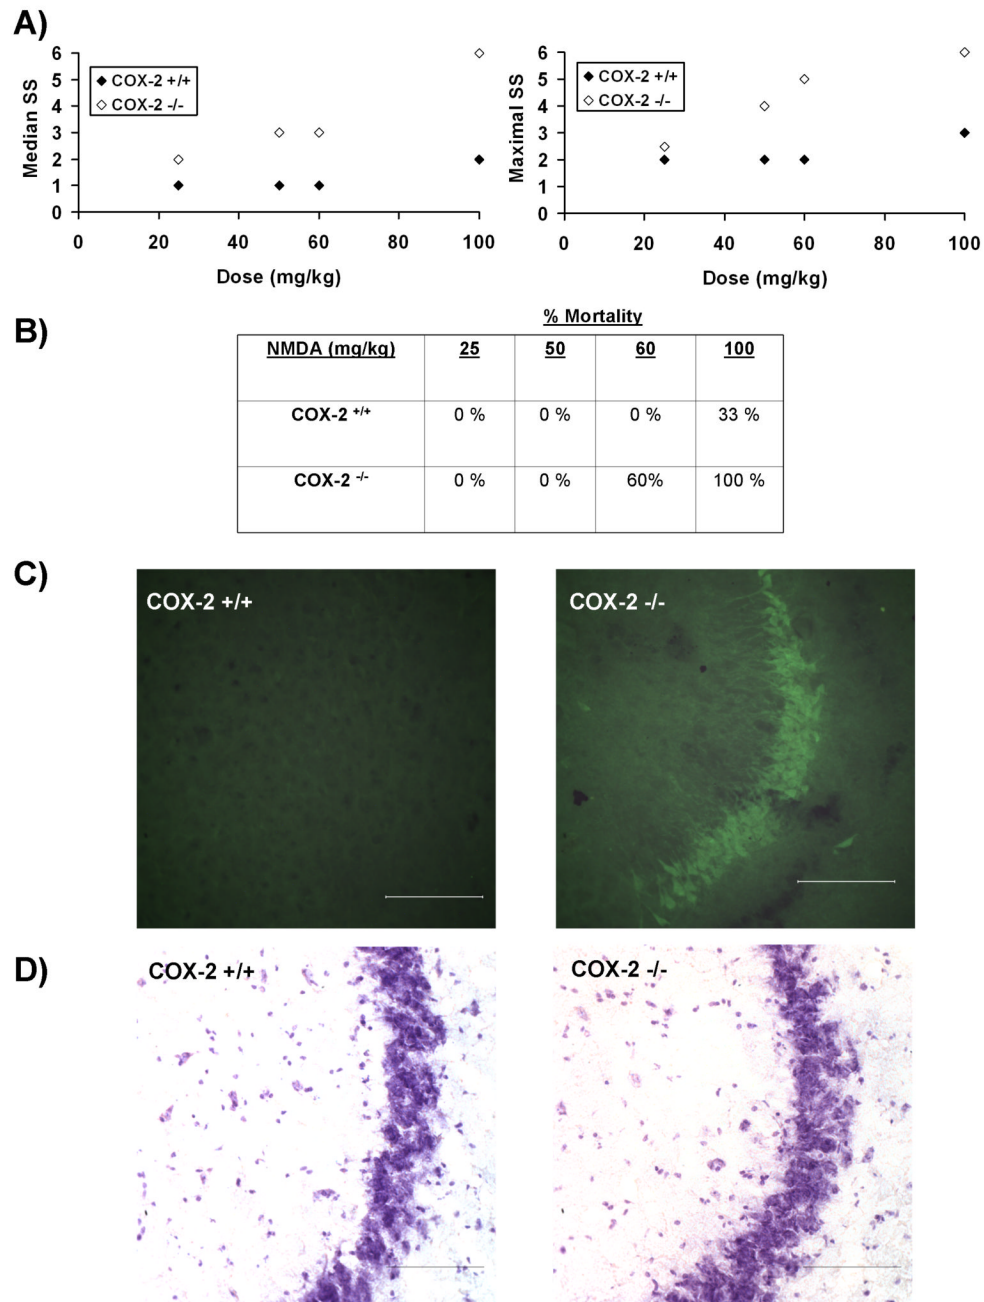 A)
6
5
4
3
2
1
0
Median SS
COX-2 +/+
COX-2 -/-
0 20 40 60 80 100
Dose (mg/kg)
6
5
4
3
2
1
0
Maximal SS
COX-2 +/+
COX-2 -/-
0 20 40 60 80 100
Dose (mg/kg)
B)
% Mortality
NMDA (mg/kg) 25 50 60 100
COX-2 +/+ 0 % 0 % 0 % 33 %
COX-2 -/- 0 % 0 % 60% 100 %
C)
COX-2 +/+
COX-2 -/-
D)
COX-2 +/+
COX-2 -/-